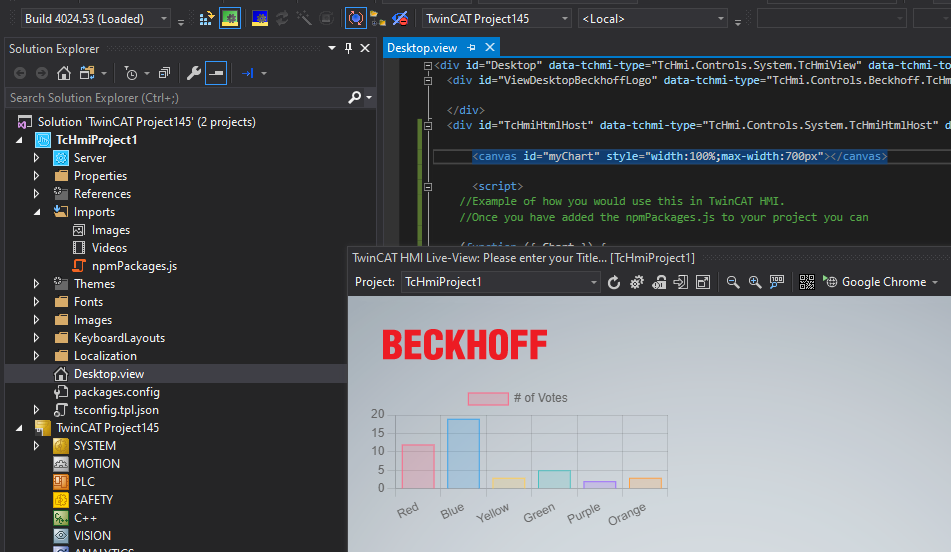 Build 4024.53 (Loaded)
TwinCAT Project145
<Local>
Solution Explorer
Search Solution Explorer (Ctrl+;)
Solution 'TwinCAT Project145' (2 projects)
TcHmiProject1
Server
Properties
References
Imports
Images
Videos
npmPackages.js
Themes
Fonts
Images
KeyboardLayouts
Localization
Desktop.view
packages.config
tsconfig.tpl.json
TwinCAT Project145
SYSTEM
MOTION
PLC
SAFETY
C++
VISION
ANALYTICS
Desktop.view
<div id="Desktop" data-tchmi-type="TcHmi.Controls.System.TcHmiView" data-tchmi-to
<div id="ViewDesktopBeckhoffLogo" data-tchmi-type="TcHmi.Controls.Beckhoff.TcHm
</div>
<div id="TcHmiHtmlHost" data-tchmi-type="TcHmi.Controls.System.TcHmiHtmlHost" d
<canvas id="myChart" style="width:100%;max-width:700px"></canvas>
<script>
//Example of how you would use this in TwinCAT HMI.
//Once you have added the npmPackages.js to your project you can
(function ({ Chart }) {
TwinCAT HMI Live-View: Please enter your Title... [TcHmiProject1]
Project: TcHmiProject1
100
Google Chrome
BECKHOFF
# of Votes
20
15
10
5
0
Red
Blue
Yellow
Green
Purple
Orange